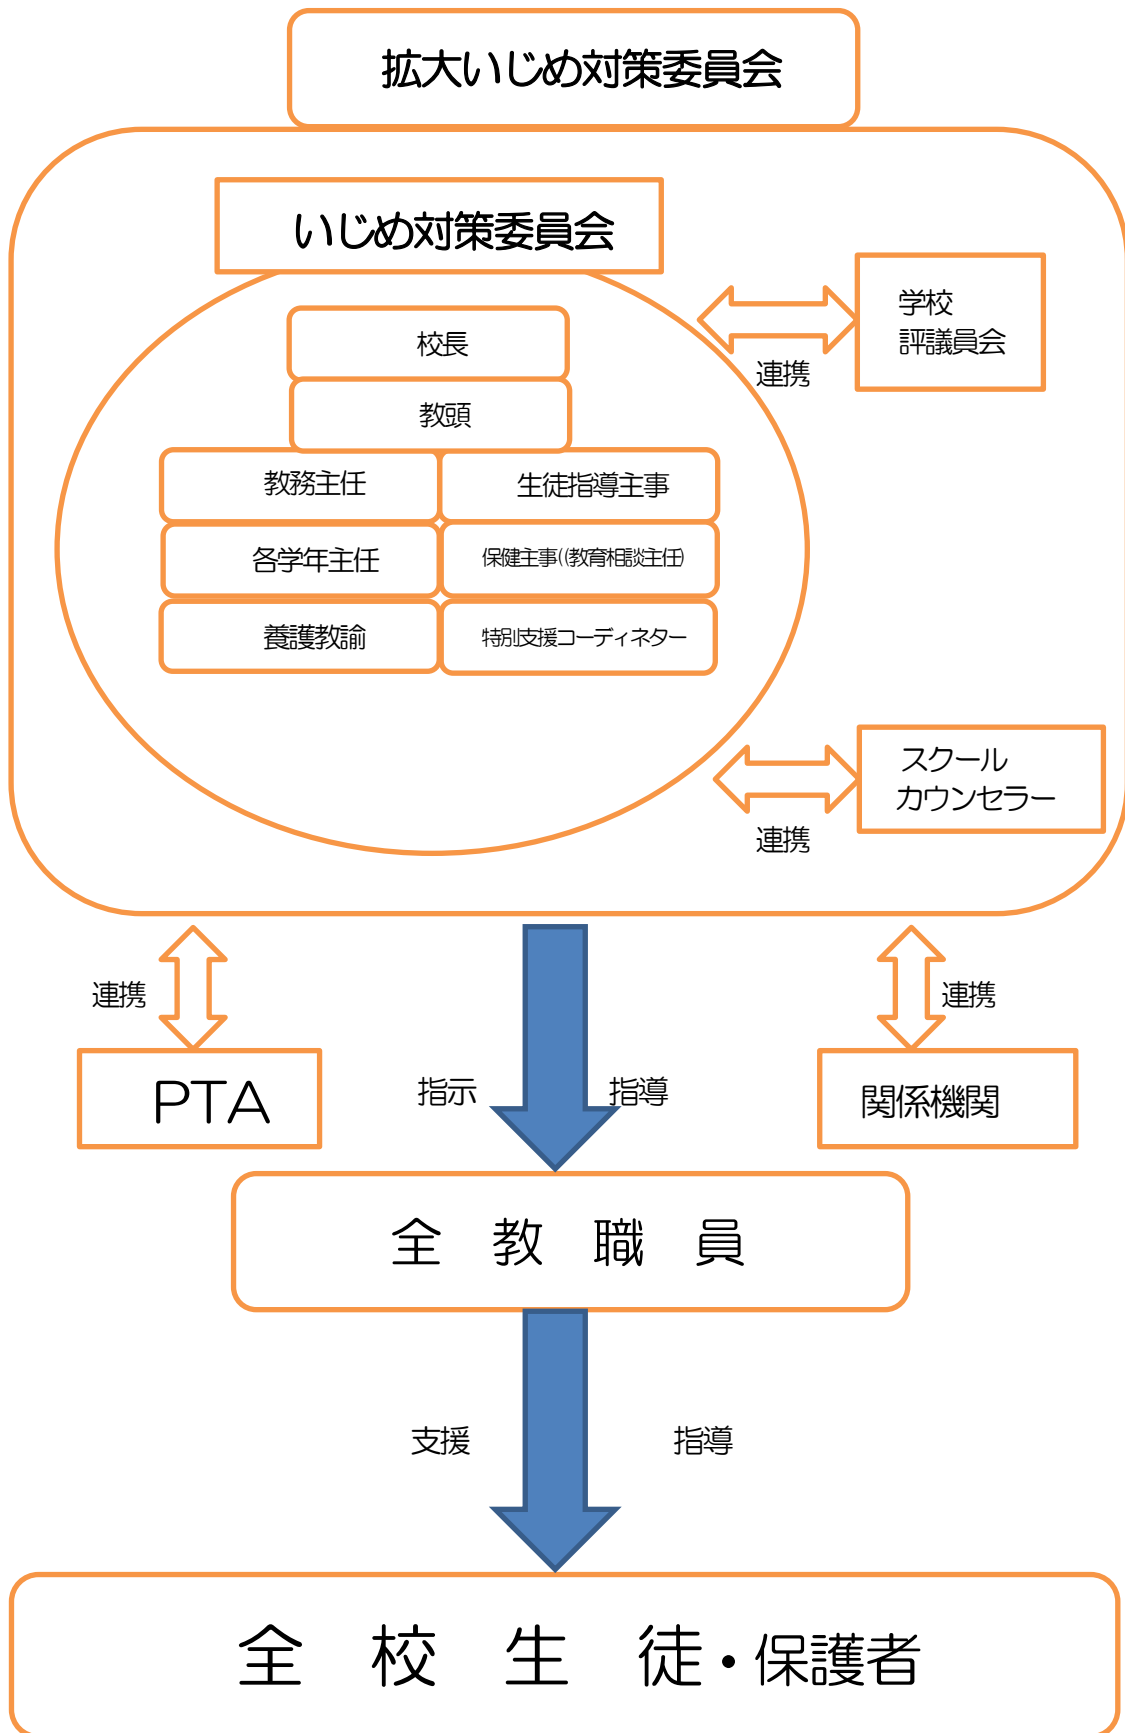 拡大いじめ対策委員会
いじめ対策委員会
校長
教頭
教務主任
生徒指導主事
各学年主任
保健主事((教育相談主任)
養護教諭
特別支援コーディネター
学校
評議員会
連携
スクール
カウンセラー
連携
連携
連携
PTA
指示
指導
関係機関
全　教　職　員
支援
指導
全　校　生　徒・保護者